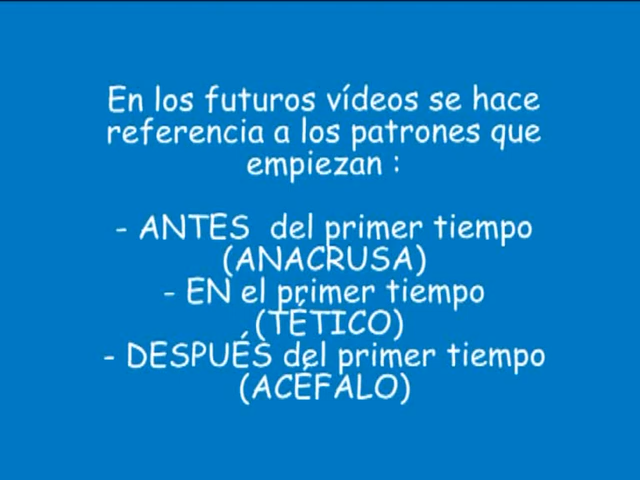 En los futuros vídeos se hace
referencia a los patrones que
empiezan :
- ANTES  del primer tiempo
(ANACRUSA)
- EN el primer tiempo
(TÉTICO)
- DESPUÉS del primer tiempo
(ACÉFALO)